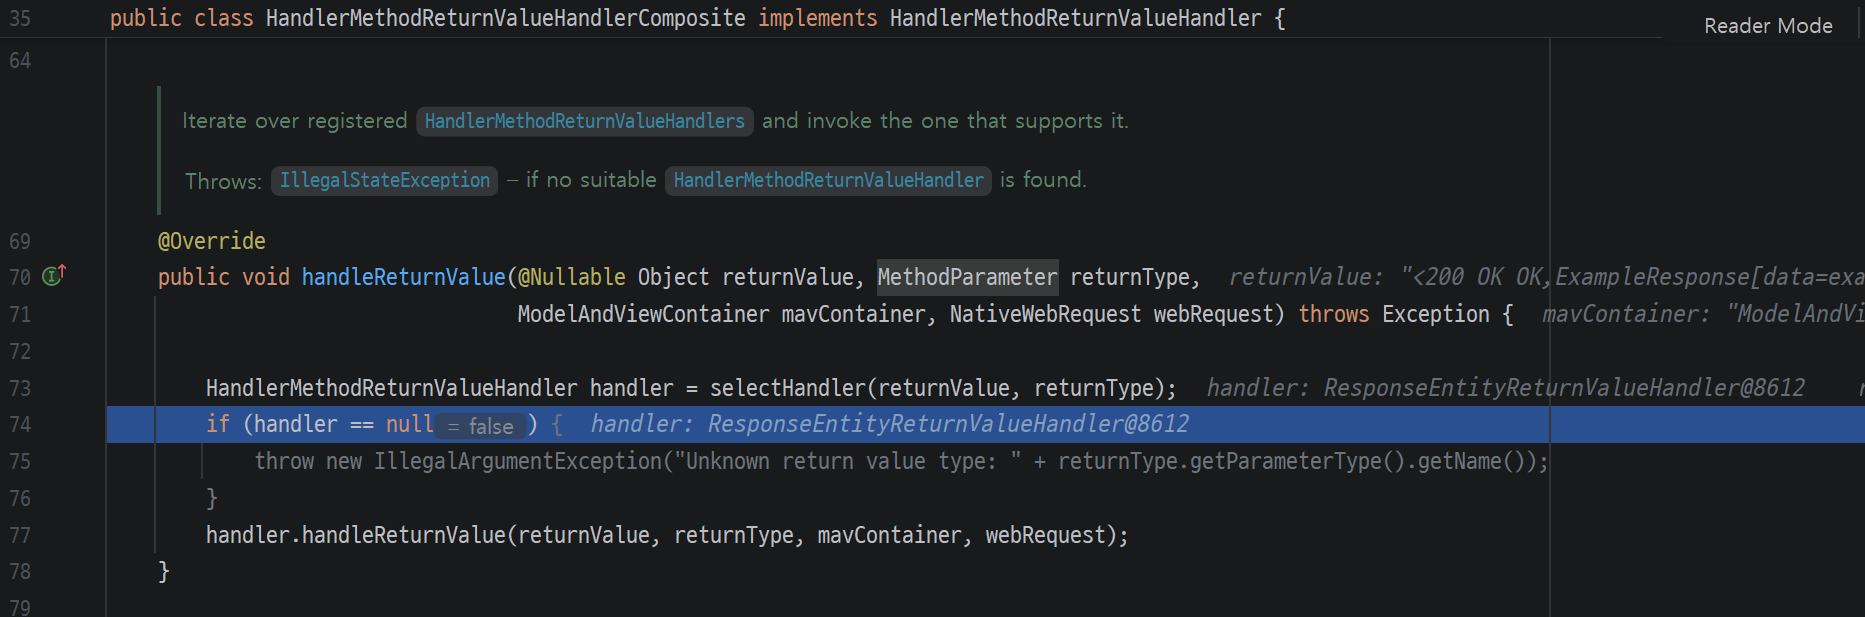 35 public class HandlerMethodReturnValueHandlerComposite implements HandlerMethodReturnValueHandler {
Reader Mode
64
Iterate over registered HandlerMethodReturnValueHandlers and invoke the one that supports it.
Throws: IllegalStateException – if no suitable HandlerMethodReturnValueHandler is found.
69 @Override
70 public void handleReturnValue(@Nullable Object returnValue, MethodParameter returnType, returnValue: "<200 OK OK,ExampleResponse[data=exa
71 ModelAndViewContainer mavContainer, NativeWebRequest webRequest) throws Exception { mavContainer: "ModelAndVi
72
73 HandlerMethodReturnValueHandler handler = selectHandler(returnValue, returnType); handler: ResponseEntityReturnValueHandler@8612
74 if (handler == null = false ) { handler: ResponseEntityReturnValueHandler@8612
75 throw new IllegalArgumentException("Unknown return value type: " + returnType.getParameterType().getName());
76 }
77 handler.handleReturnValue(returnValue, returnType, mavContainer, webRequest);
78 }
79